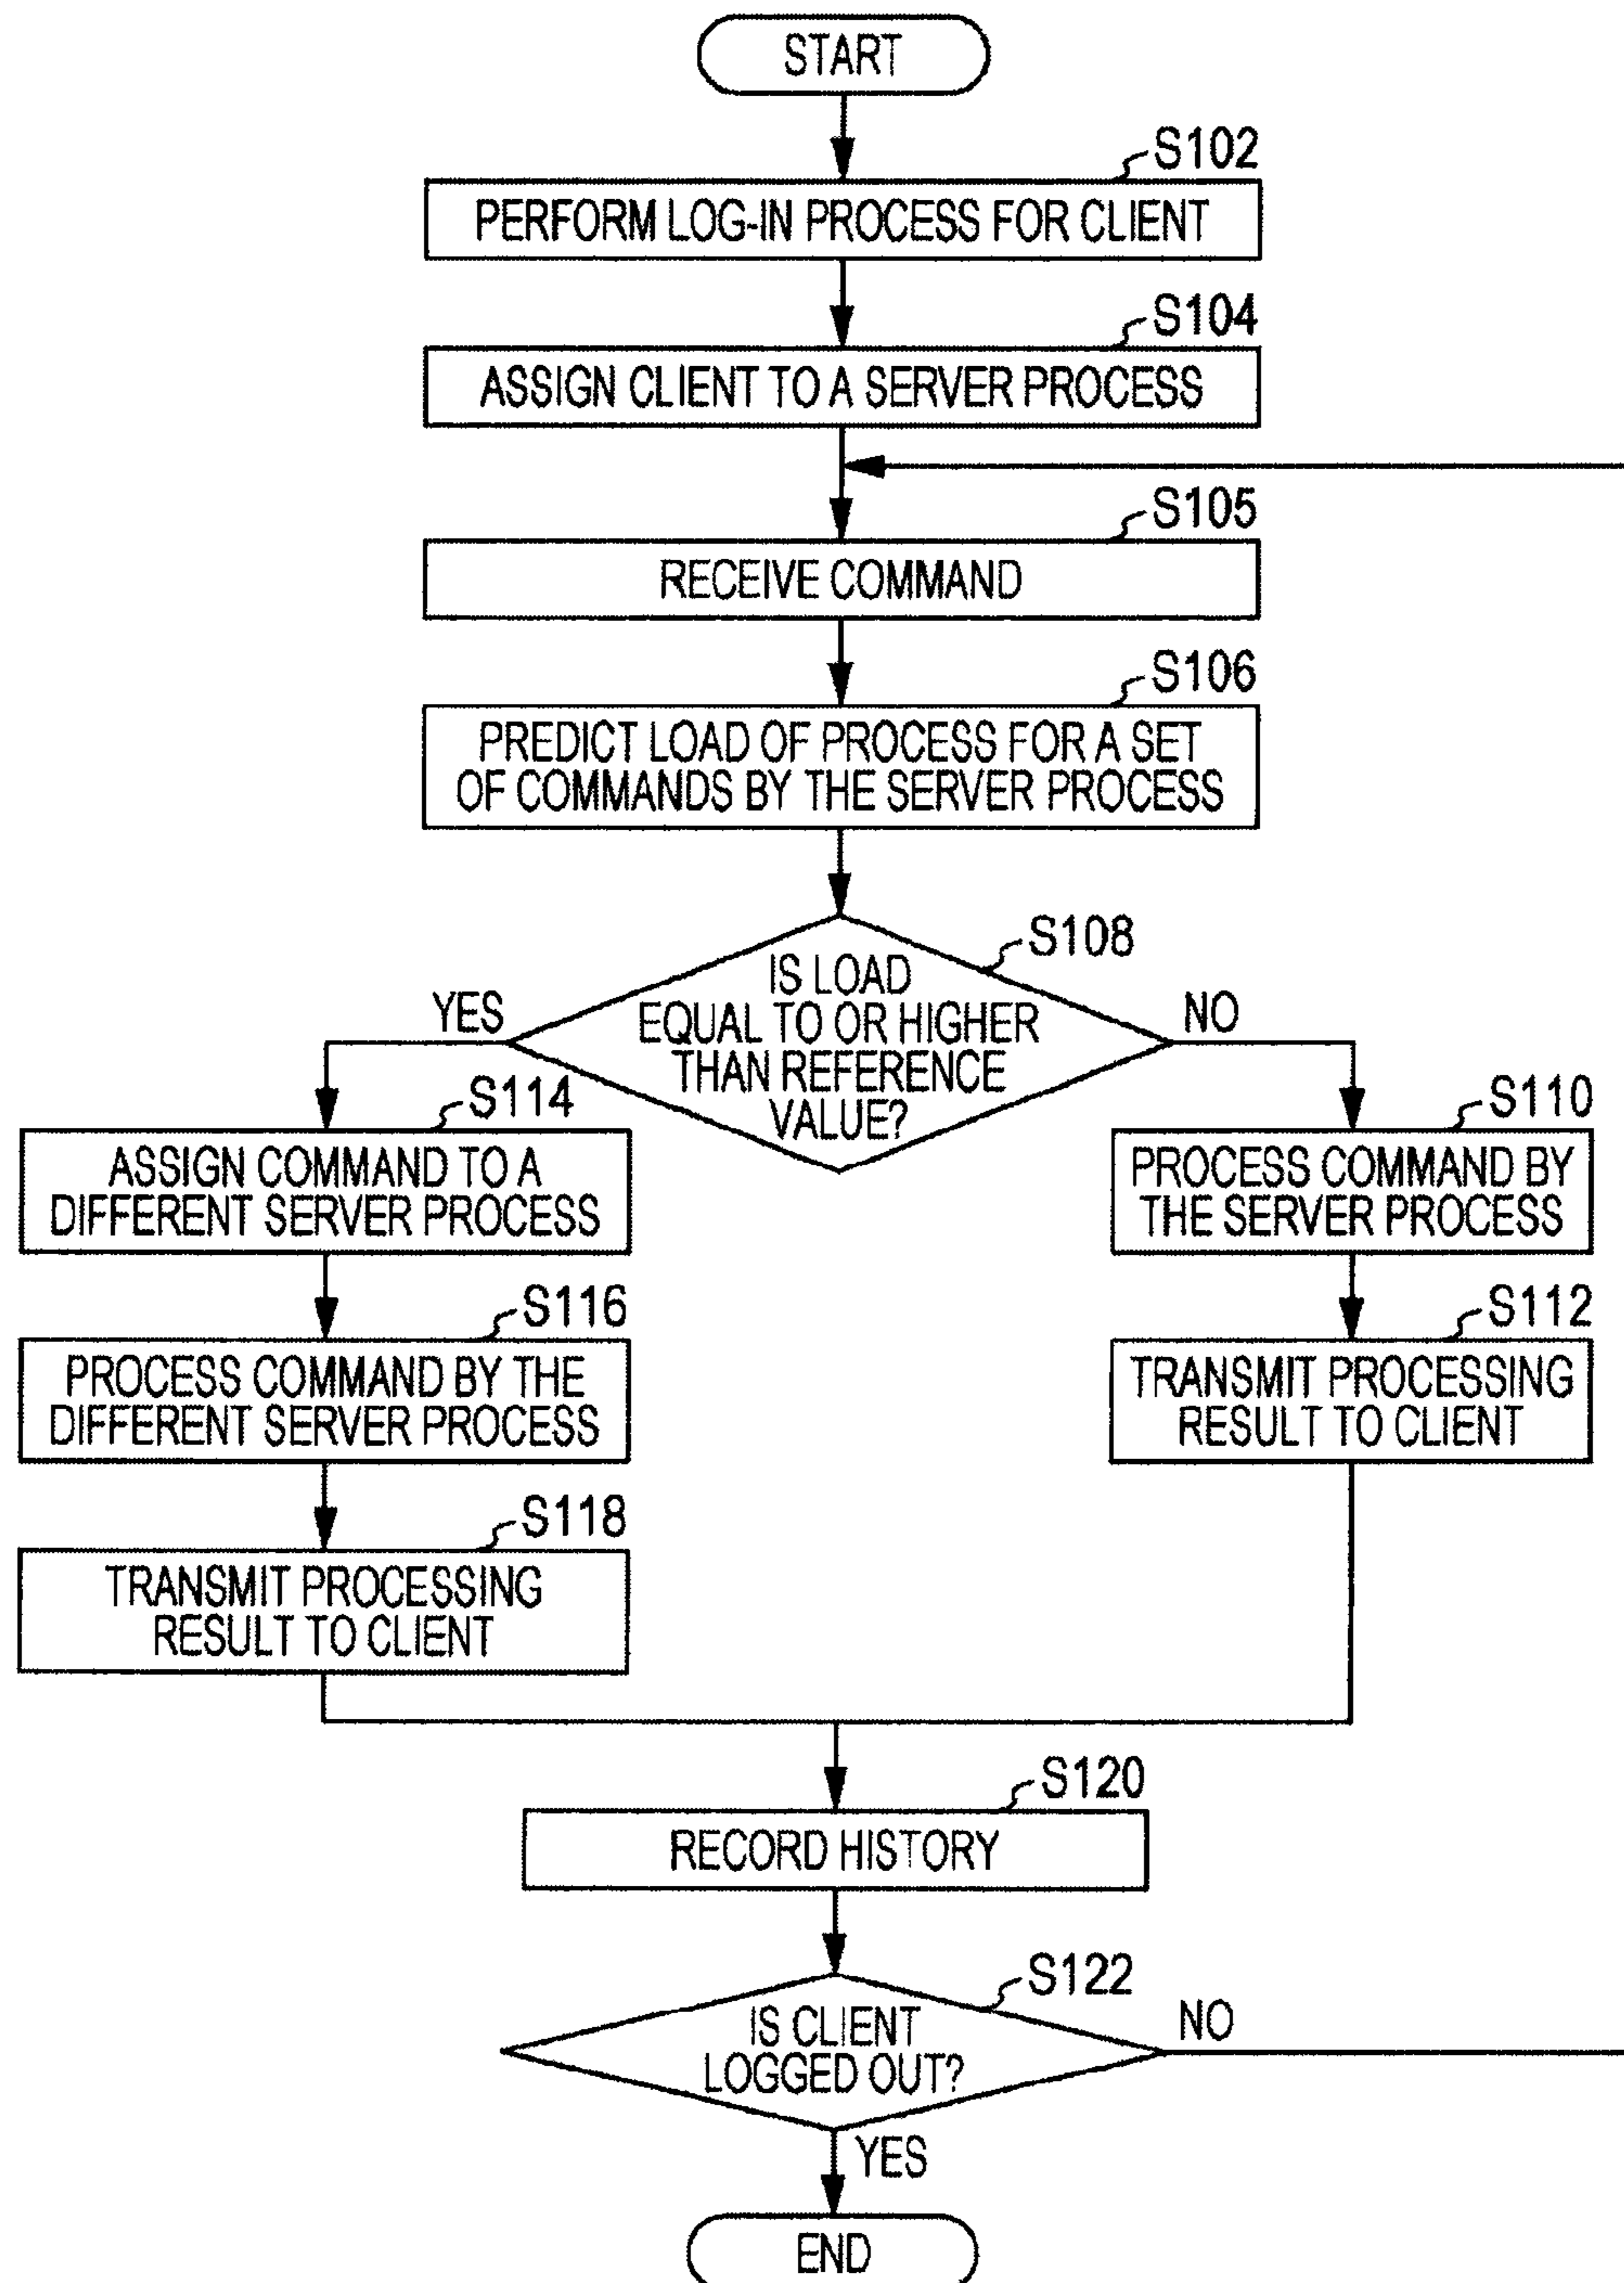 START
S102
PERFORM LOG-IN PROCESS FOR CLIENT
S104
ASSIGN CLIENT TO A SERVER PROCESS
S105
RECEIVE COMMAND
S106
PREDICT LOAD OF PROCESS FOR A SET
OF COMMANDS BY THE SERVER PROCESS
S108
IS LOAD
EQUAL TO OR HIGHER
THAN REFERENCE
VALUE?
YES
NO
S114
ASSIGN COMMAND TO A
DIFFERENT SERVER PROCESS
S110
PROCESS COMMAND BY
THE SERVER PROCESS
S116
PROCESS COMMAND BY THE
DIFFERENT SERVER PROCESS
S112
TRANSMIT PROCESSING
RESULT TO CLIENT
S118
TRANSMIT PROCESSING
RESULT TO CLIENT
S120
RECORD HISTORY
S122
IS CLIENT
LOGGED OUT?
NO
YES
END